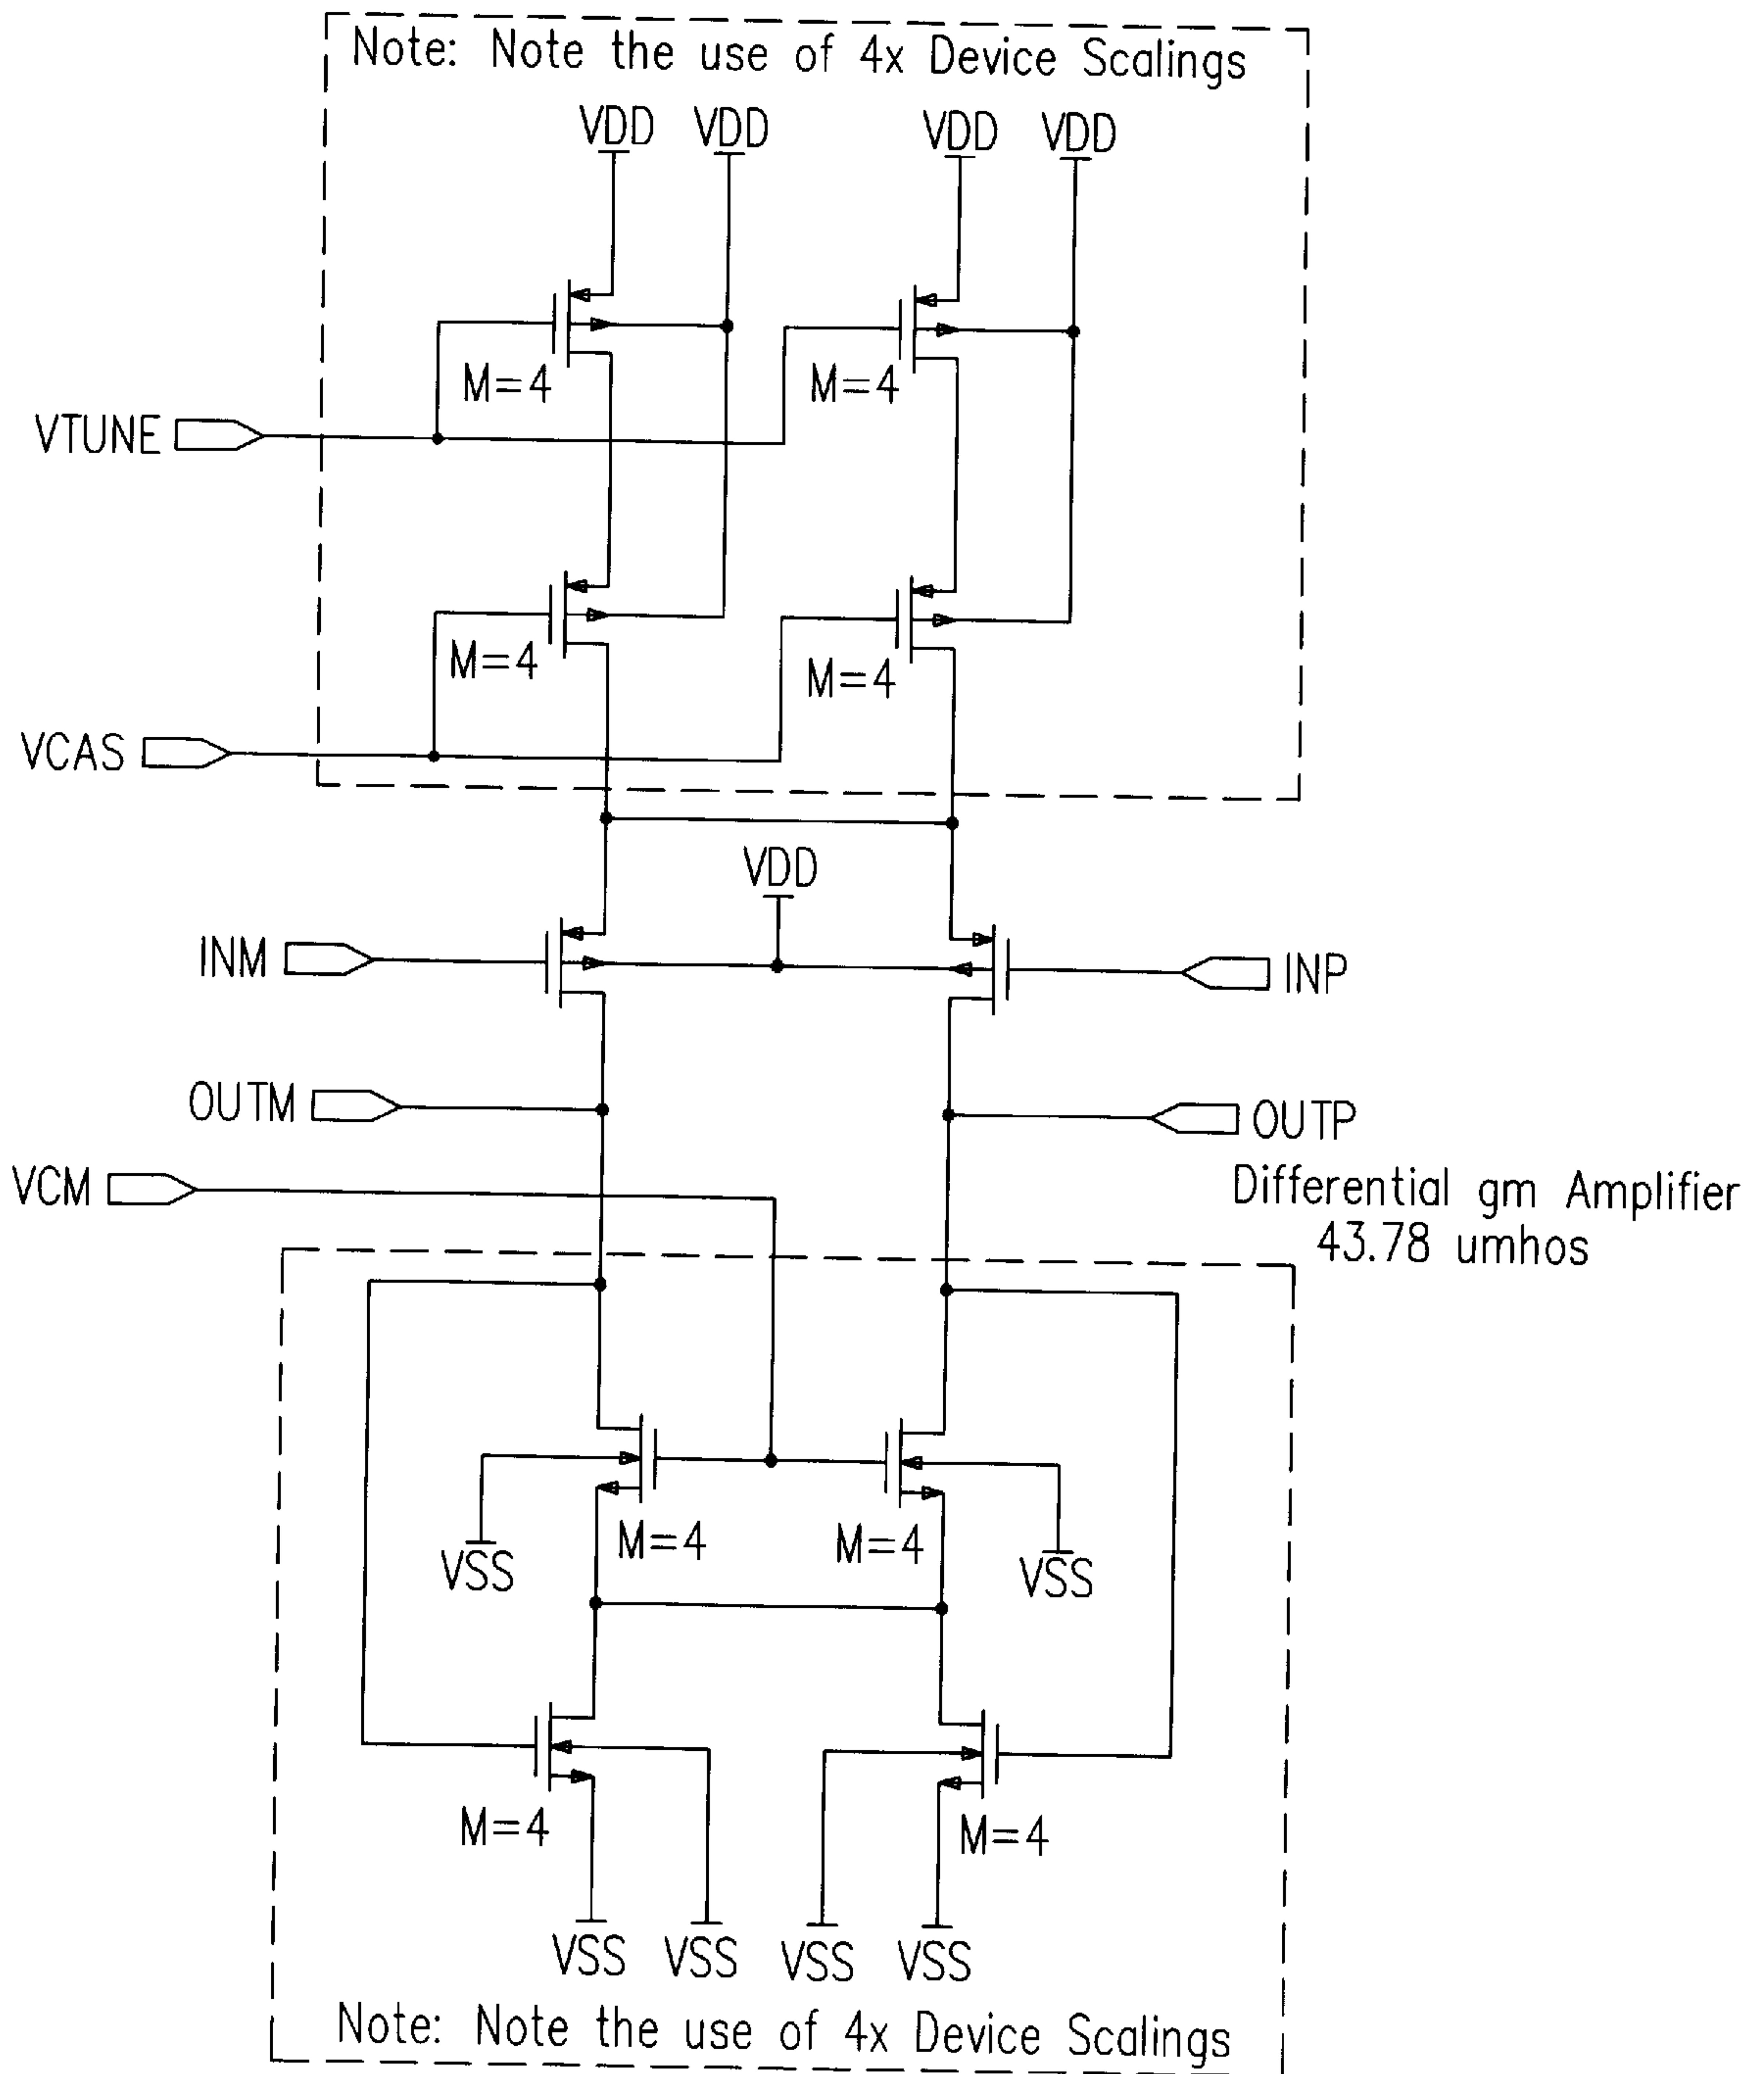 Note: Note the use of 4x Device Scalings
VDD VDD VDD VDD
M=4 M=4
VTUNE
M=4 M=4
VCAS
VDD
INM INP
OUTM OUTP
VCM
Differential gm Amplifier
43.78 umhos
M=4 M=4
VSS VSS
M=4 M=4
VSS VSS VSS VSS
Note: Note the use of 4x Device Scalings